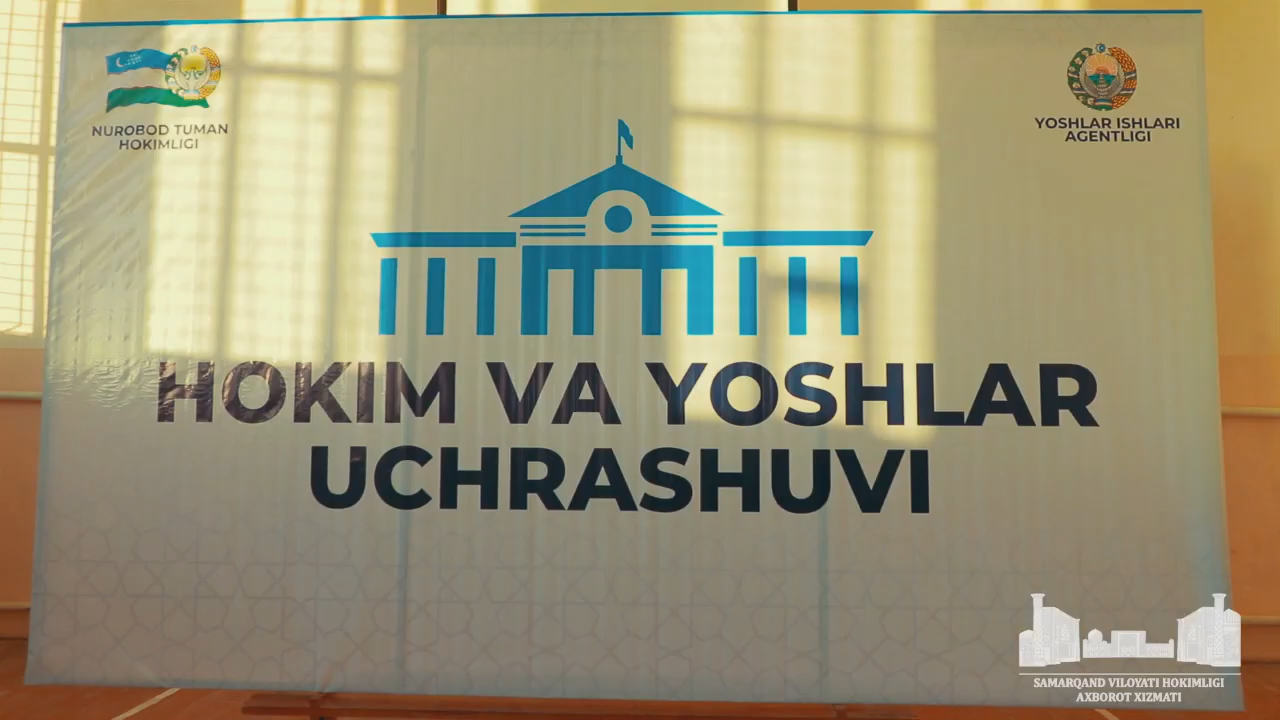 NUROBOD TUMAN
HOKIMLIGI
YOSHLAR ISHLARI
AGENTLIGI
HOKIM VA YOSHLAR
UCHRASHUVI
SAMARQAND VILOYATI HOKIMLIGI
AXBOROT XIZMATI